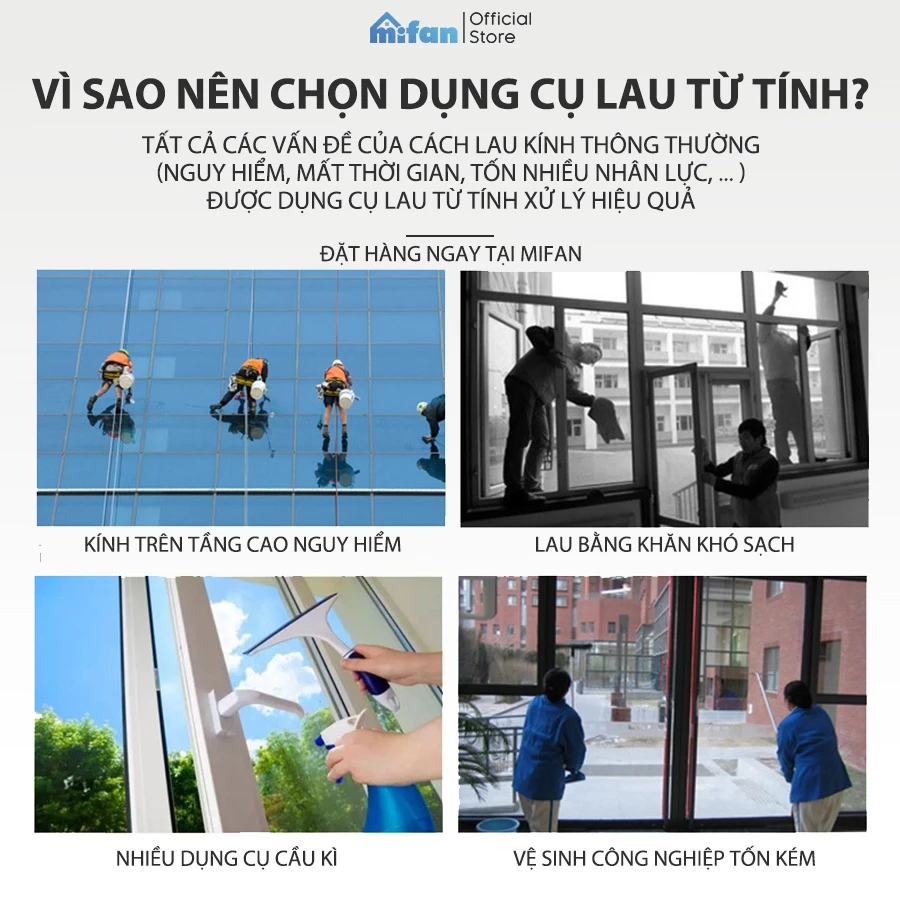 mifan Official Store
VÌ SAO NÊN CHỌN DỤNG CỤ LAU TỪ TÍNH?
TẤT CẢ CÁC VẤN ĐỀ CỦA CÁCH LAU KÍNH THÔNG THƯỜNG
(NGUY HIỂM, MẤT THỜI GIAN, TỐN NHIỀU NHÂN LỰC, ... )
ĐƯỢC DỤNG CỤ LAU TỪ TÍNH XỬ LÝ HIỆU QUẢ
ĐẶT HÀNG NGAY TẠI MIFAN
KÍNH TRÊN TẦNG CAO NGUY HIỂM
LAU BẰNG KHĂN KHÓ SẠCH
NHIỀU DỤNG CỤ CẦU KÌ
VỆ SINH CÔNG NGHIỆP TỐN KÉM